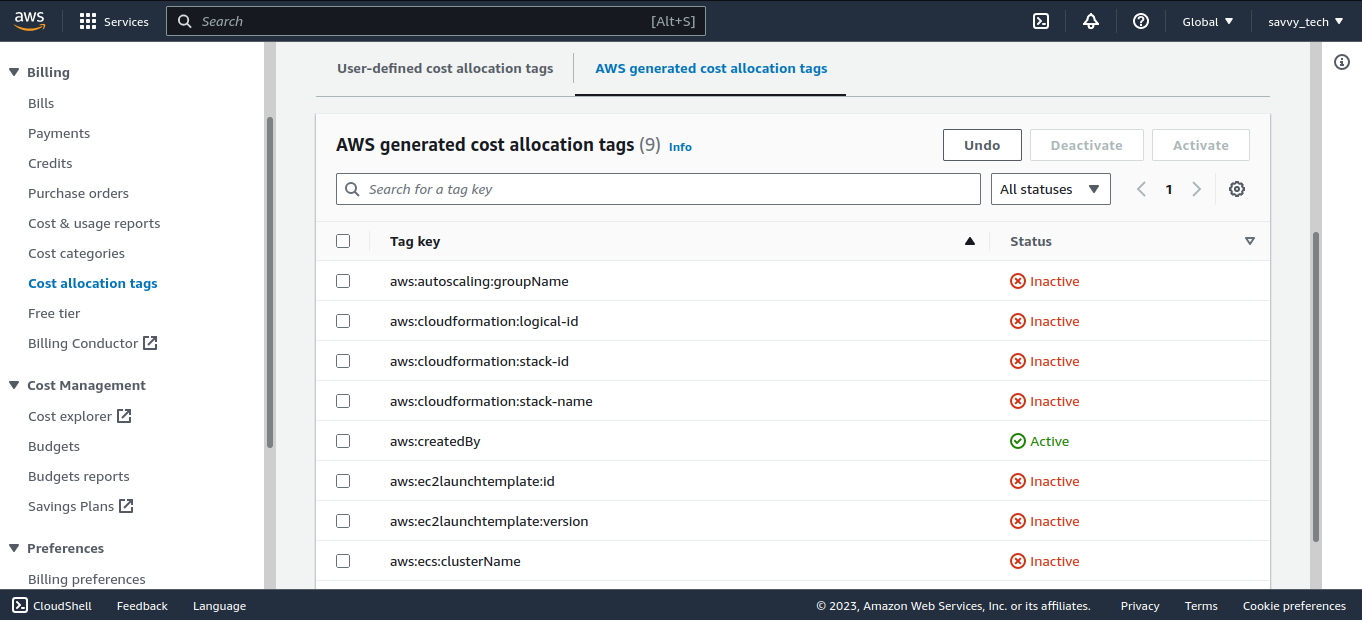 aws
Services
Search
[Alt+S]
Global
savvy_tech
Billing
Bills
Payments
Credits
Purchase orders
Cost & usage reports
Cost categories
Cost allocation tags
Free tier
Billing Conductor
Cost Management
Cost explorer
Budgets
Budgets reports
Savings Plans
Preferences
Billing preferences
User-defined cost allocation tags
AWS generated cost allocation tags
AWS generated cost allocation tags (9) Info
Undo
Deactivate
Activate
Search for a tag key
All statuses
1
Tag key Status
aws:autoscaling:groupName Inactive
aws:cloudformation:logical-id Inactive
aws:cloudformation:stack-id Inactive
aws:cloudformation:stack-name Inactive
aws:createdBy Active
aws:ec2launchtemplate:id Inactive
aws:ec2launchtemplate:version Inactive
aws:ecs:clusterName Inactive
CloudShell
Feedback
Language
© 2023, Amazon Web Services, Inc. or its affiliates.
Privacy
Terms
Cookie preferences